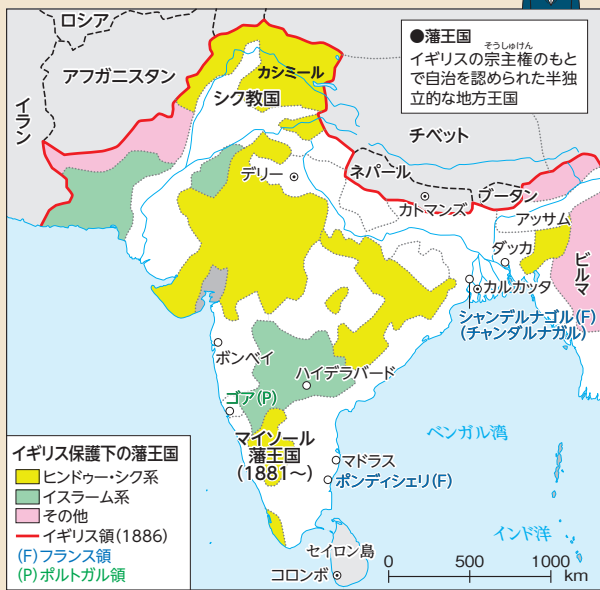 ロシア
●藩王国
そうしゅけん
イギリスの宗主権のもと
で自治を認められた半独
立的な地方王国
アフガニスタン
カシミール
シク教国
イラン
チベット
デリー
ネパール
カトマンズ
ブータン
アッサム
ダッカ
ビルマ
カルカッタ
シャンデルナゴル(F)
(チャンダルナガル)
ボンベイ
ハイデラバード
ゴア(P)
ベンガル湾
マイソール
藩王国
(1881〜)
マドラス
ポンディシェリ(F)
イギリス保護下の藩王国
ヒンドゥー・シク系
イスラーム系
その他
イギリス領(1886)
(F)フランス領
(P)ポルトガル領
インド洋
セイロン島
コロンボ
0 500 1000
km